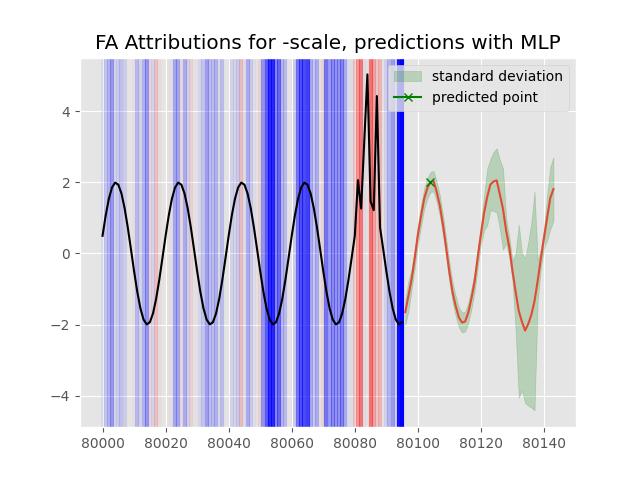 FA Attributions for -scale, predictions with MLP
standard deviation
predicted point
4
2
0
−2
−4
80000 80020 80040 80060 80080 80100 80120 80140